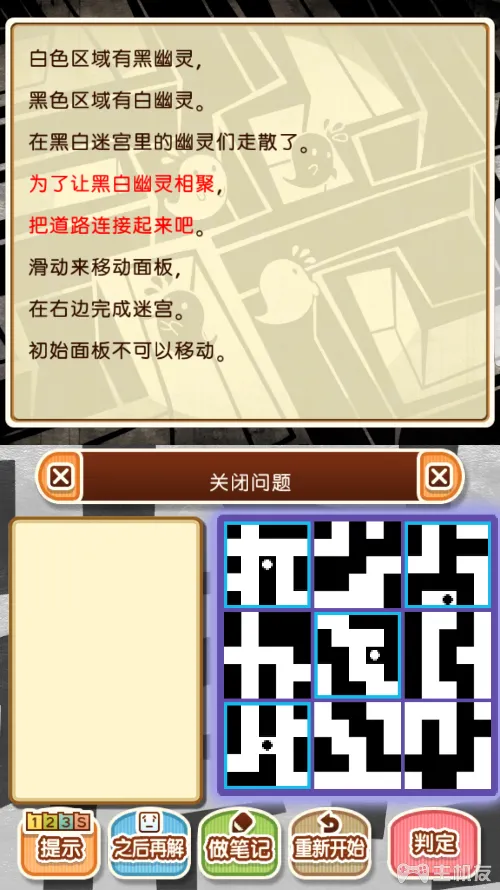 白色区域有黑幽灵，
黑色区域有白幽灵。
在黑白迷宫里的幽灵们走散了。
为了让黑白幽灵相聚，
把道路连接起来吧。
滑动来移动面板，
在右边完成迷宫。
初始面板不可以移动。
关闭问题
123S
提示
之后再解
做笔记
重新开始
判定
手机友